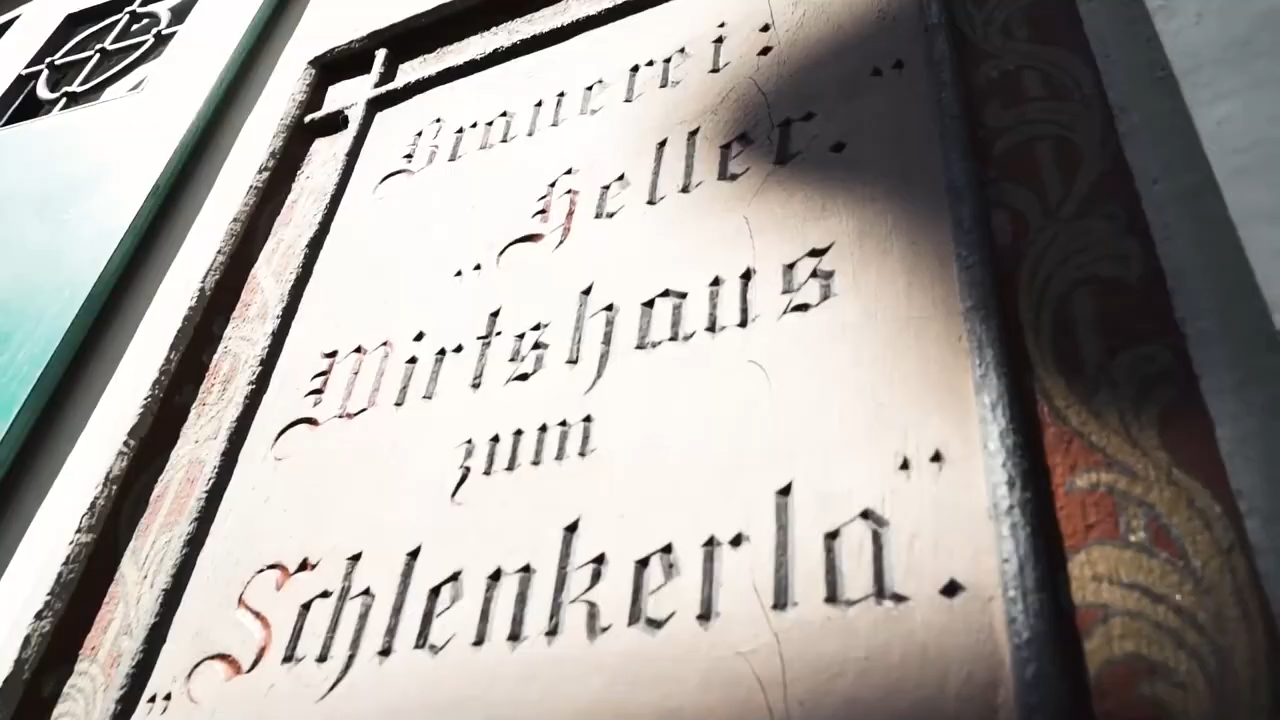 Brauerei:
„Heller.“
Wirtshaus
zum
„Schlenkerla“.